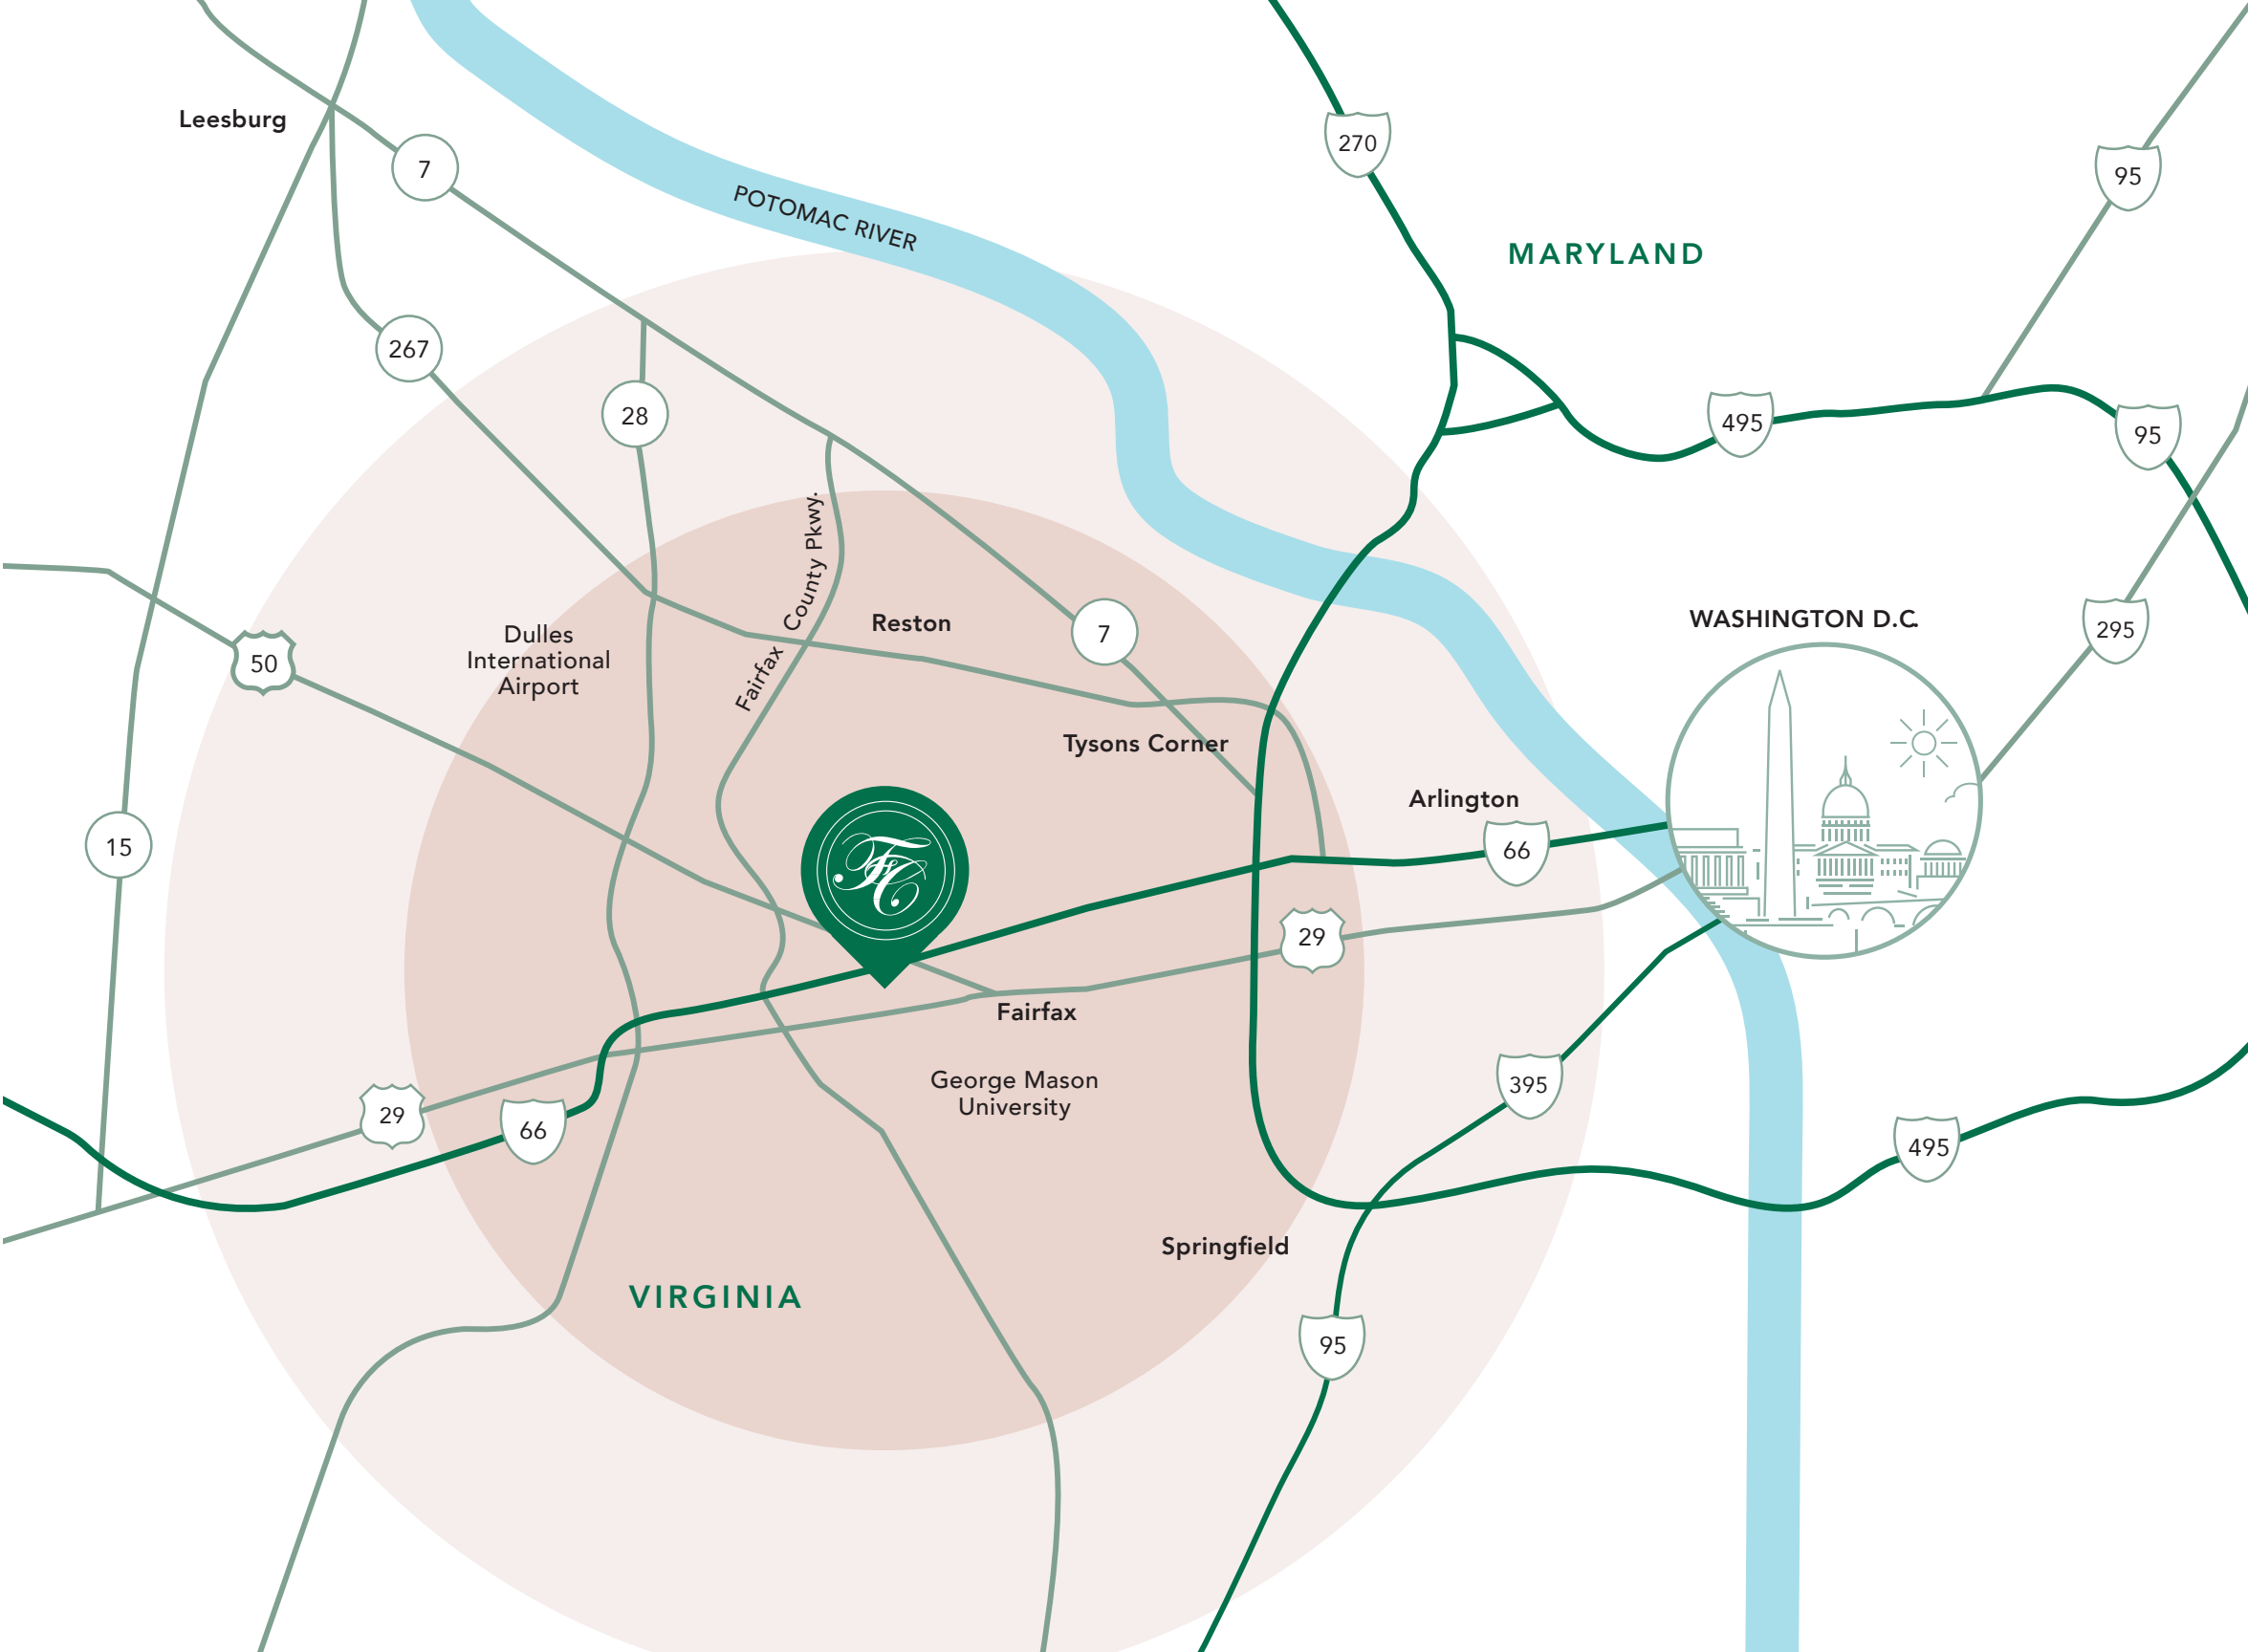 Leesburg
270
95
7
POTOMAC RIVER
MARYLAND
267
28
495
95
Fairfax County Pkwy.
Reston
7
WASHINGTON D.C.
295
50
Dulles
International
Airport
Tysons Corner
Arlington
15
66
29
Fairfax
George Mason
University
395
29
66
495
Springfield
VIRGINIA
95